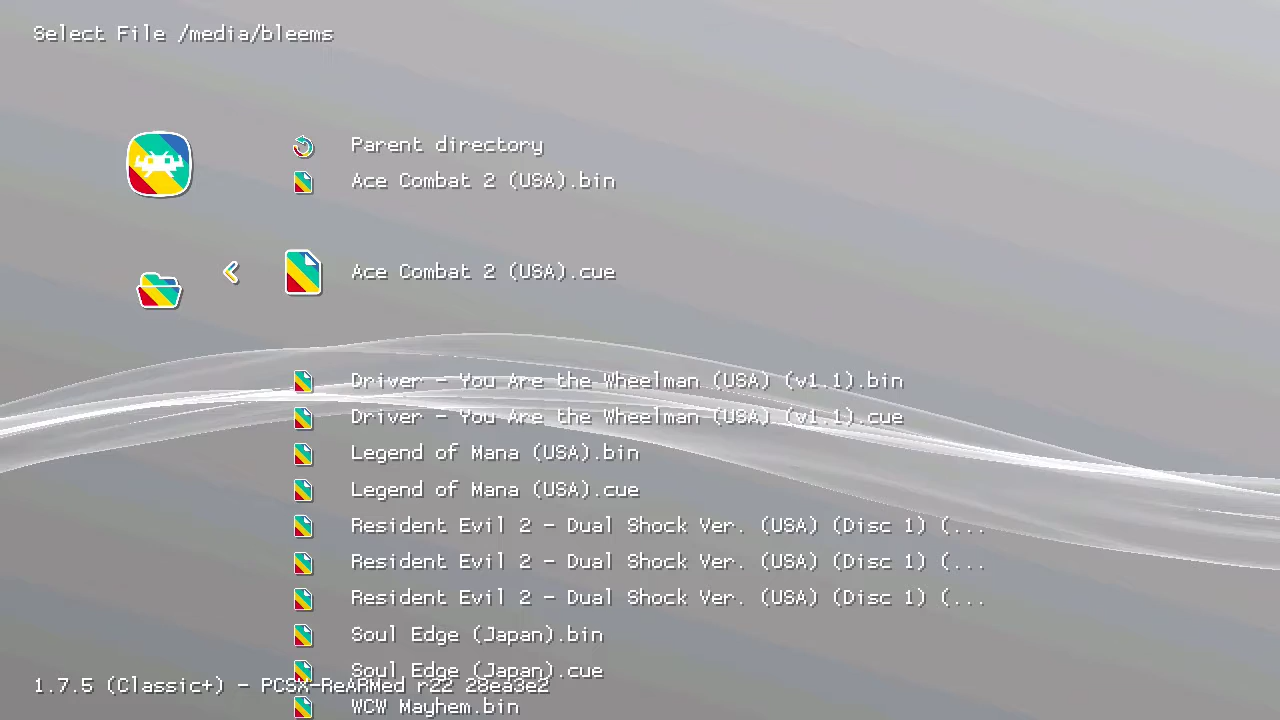 Select File /media/bleems
Parent directory
Ace Combat 2 (USA).bin
Ace Combat 2 (USA).cue
Driver - You Are the Wheelman (USA) (v1.1).bin
Driver - You Are the Wheelman (USA) (v1.1).cue
Legend of Mana (USA).bin
Legend of Mana (USA).cue
Resident Evil 2 - Dual Shock Ver. (USA) (Disc 1) (...
Resident Evil 2 - Dual Shock Ver. (USA) (Disc 1) (...
Resident Evil 2 - Dual Shock Ver. (USA) (Disc 1) (...
Soul Edge (Japan).bin
Soul Edge (Japan).cue
1.7.5 (Classic+) - PCSX-ReARMed r22 28ea3e2
WCW Mayhem.bin